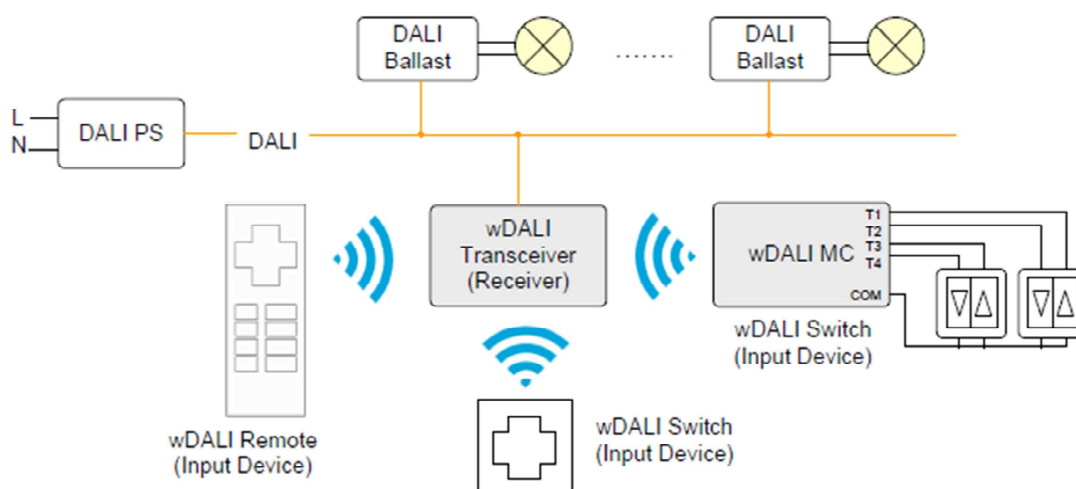 DALI
Ballast
.......
DALI
Ballast
L
N
DALI PS
DALI
wDALI
Transceiver
(Receiver)
wDALI MC
T1
T2
T3
T4
COM
wDALI Switch
(Input Device)
wDALI Remote
(Input Device)
wDALI Switch
(Input Device)